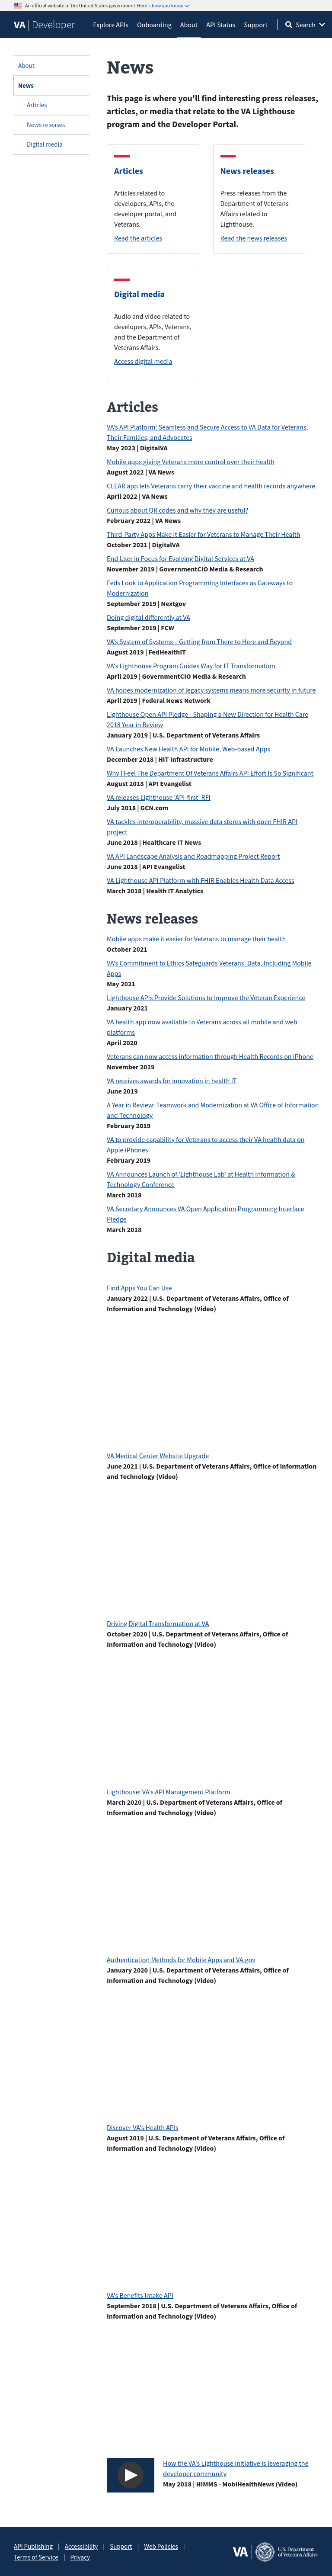 An official website of the United States government Here's how you know
VA | Developer
Explore APIs
Onboarding
About
API Status
Support
Search
About
News
Articles
News releases
Digital media
News
This page is where you'll find interesting press releases,
articles, or media that relate to the VA Lighthouse
program and the Developer Portal.
Articles
Articles related to
developers, APIs, the
developer portal, and
Veterans.
Read the articles
News releases
Press releases from the
Department of Veterans
Affairs related to
Lighthouse.
Read the news releases
Digital media
Audio and video related to
developers, APIs, Veterans,
and the Department of
Veterans Affairs.
Access digital media
Articles
VA's API Platform: Seamless and Secure Access to VA Data for Veterans,
Their Families, and Advocates
May 2023 | DigitalVA
Mobile apps giving Veterans more control over their health
August 2022 | VA News
CLEAR app lets Veterans carry their vaccine and health records anywhere
April 2022 | VA News
Curious about QR codes and why they are useful?
February 2022 | VA News
Third-Party Apps Make It Easier for Veterans to Manage Their Health
October 2021 | DigitalVA
End User in Focus for Evolving Digital Services at VA
November 2019 | GovernmentCIO Media & Research
Feds Look to Application Programming Interfaces as Gateways to
Modernization
September 2019 | Nextgov
Doing digital differently at VA
September 2019 | FCW
VA's System of Systems – Getting from There to Here and Beyond
August 2019 | FedHealthIT
VA's Lighthouse Program Guides Way for IT Transformation
April 2019 | GovernmentCIO Media & Research
VA hopes modernization of legacy systems means more security in future
April 2019 | Federal News Network
Lighthouse Open API Pledge - Shaping a New Direction for Health Care
2018 Year in Review
January 2019 | U.S. Department of Veterans Affairs
VA Launches New Health API for Mobile, Web-based Apps
December 2018 | HIT Infrastructure
Why I Feel The Department Of Veterans Affairs API Effort Is So Significant
August 2018 | API Evangelist
VA releases Lighthouse 'API-first' RFI
July 2018 | GCN.com
VA tackles interoperability, massive data stores with open FHIR API
project
June 2018 | Healthcare IT News
VA API Landscape Analysis and Roadmapping Project Report
June 2018 | API Evangelist
VA Lighthouse API Platform with FHIR Enables Health Data Access
March 2018 | Health IT Analytics
News releases
Mobile apps make it easier for Veterans to manage their health
October 2021
VA's Commitment to Ethics Safeguards Veterans' Data, Including Mobile
Apps
May 2021
Lighthouse APIs Provide Solutions to Improve the Veteran Experience
January 2021
VA health app now available to Veterans across all mobile and web
platforms
April 2020
Veterans can now access information through Health Records on iPhone
November 2019
VA receives awards for innovation in health IT
June 2019
A Year in Review: Teamwork and Modernization at VA Office of Information
and Technology
February 2019
VA to provide capability for Veterans to access their VA health data on
Apple iPhones
February 2019
VA Announces Launch of 'Lighthouse Lab' at Health Information &
Technology Conference
March 2018
VA Secretary Announces VA Open Application Programming Interface
Pledge
March 2018
Digital media
Find Apps You Can Use
January 2022 | U.S. Department of Veterans Affairs, Office of
Information and Technology (Video)
VA Medical Center Website Upgrade
June 2021 | U.S. Department of Veterans Affairs, Office of Information
and Technology (Video)
Driving Digital Transformation at VA
October 2020 | U.S. Department of Veterans Affairs, Office of
Information and Technology (Video)
Lighthouse: VA's API Management Platform
March 2020 | U.S. Department of Veterans Affairs, Office of
Information and Technology (Video)
Authentication Methods for Mobile Apps and VA.gov
January 2020 | U.S. Department of Veterans Affairs, Office of
Information and Technology (Video)
Discover VA's Health APIs
August 2019 | U.S. Department of Veterans Affairs, Office of
Information and Technology (Video)
VA's Benefits Intake API
September 2018 | U.S. Department of Veterans Affairs, Office of
Information and Technology (Video)
How the VA's Lighthouse initiative is leveraging the
developer community
May 2018 | HIMMS - MobiHealthNews (Video)
API Publishing | Accessibility | Support | Web Policies |
Terms of Service | Privacy
VA
U.S. Department
of Veterans Affairs